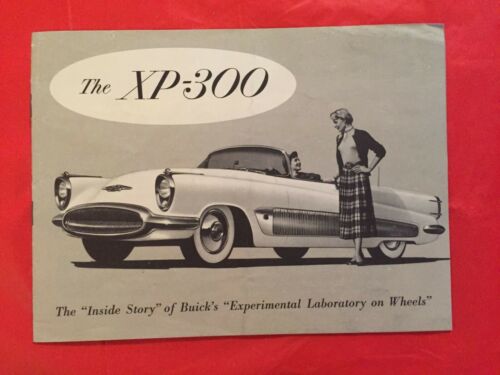 The XP-300
The "Inside Story" of Buick's "Experimental Laboratory on Wheels"